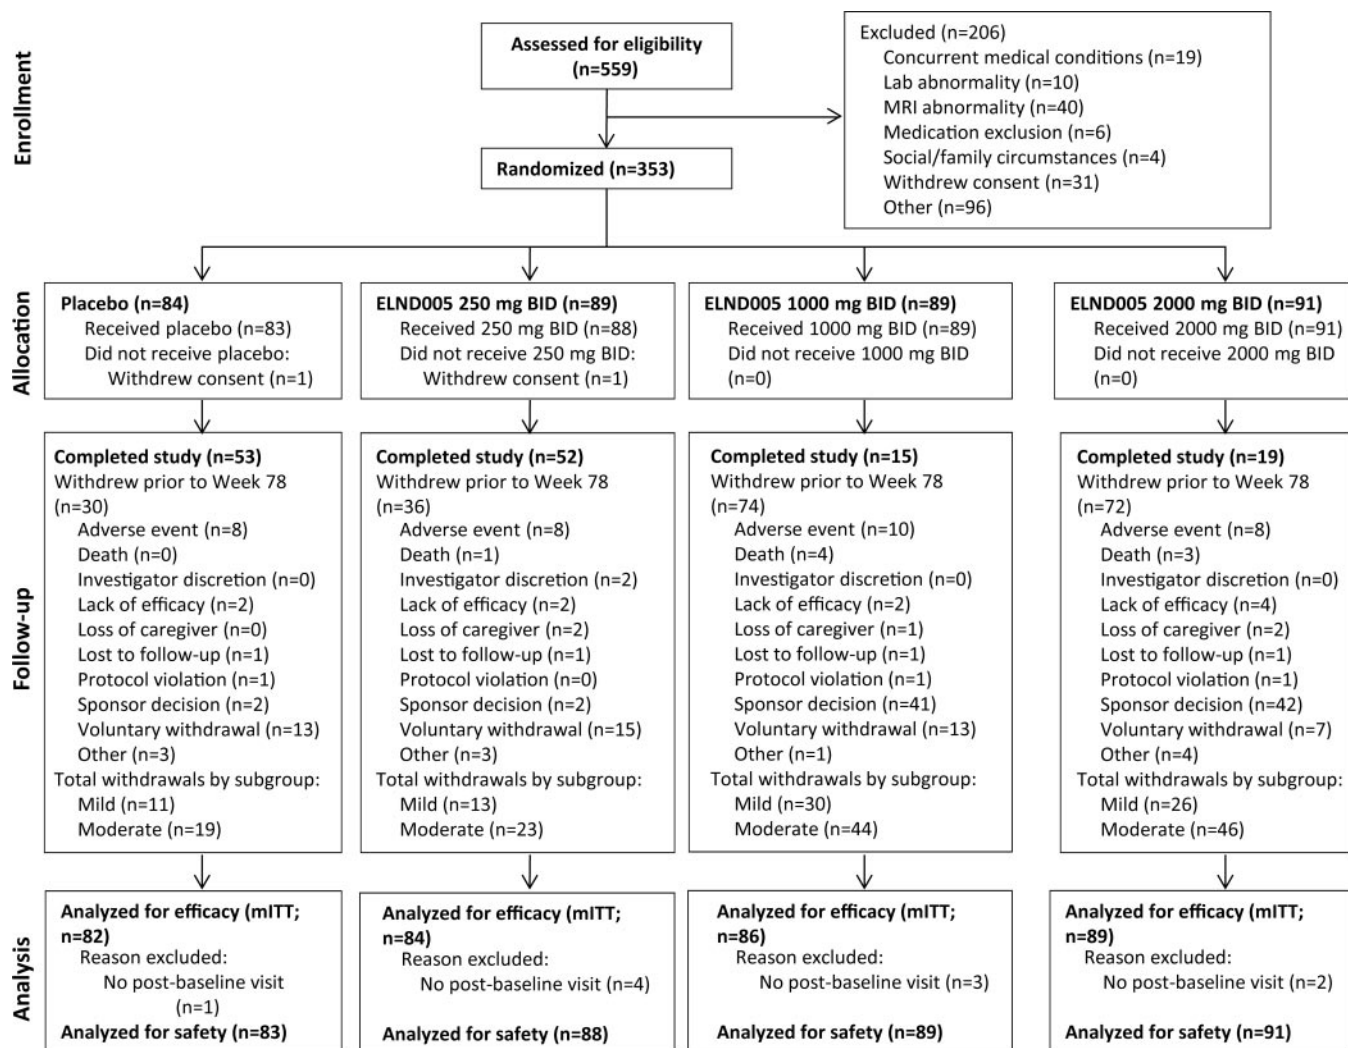 Enrollment
Assessed for eligibility
(n=559)
Excluded (n=206)
Concurrent medical conditions (n=19)
Lab abnormality (n=10)
MRI abnormality (n=40)
Medication exclusion (n=6)
Social/family circumstances (n=4)
Withdrew consent (n=31)
Other (n=96)
Randomized (n=353)
Allocation
Placebo (n=84)
Received placebo (n=83)
Did not receive placebo:
Withdrew consent (n=1)
ELND005 250 mg BID (n=89)
Received 250 mg BID (n=88)
Did not receive 250 mg BID:
Withdrew consent (n=1)
ELND005 1000 mg BID (n=89)
Received 1000 mg BID (n=89)
Did not receive 1000 mg BID
(n=0)
ELND005 2000 mg BID (n=91)
Received 2000 mg BID (n=91)
Did not receive 2000 mg BID
(n=0)
Follow-up
Completed study (n=53)
Withdrew prior to Week 78
(n=30)
Adverse event (n=8)
Death (n=0)
Investigator discretion (n=0)
Lack of efficacy (n=2)
Loss of caregiver (n=0)
Lost to follow-up (n=1)
Protocol violation (n=1)
Sponsor decision (n=2)
Voluntary withdrawal (n=13)
Other (n=3)
Total withdrawals by subgroup:
Mild (n=11)
Moderate (n=19)
Completed study (n=52)
Withdrew prior to Week 78
(n=36)
Adverse event (n=8)
Death (n=1)
Investigator discretion (n=2)
Lack of efficacy (n=2)
Loss of caregiver (n=2)
Lost to follow-up (n=1)
Protocol violation (n=0)
Sponsor decision (n=2)
Voluntary withdrawal (n=15)
Other (n=3)
Total withdrawals by subgroup:
Mild (n=13)
Moderate (n=23)
Completed study (n=15)
Withdrew prior to Week 78
(n=74)
Adverse event (n=10)
Death (n=4)
Investigator discretion (n=0)
Lack of efficacy (n=2)
Loss of caregiver (n=1)
Lost to follow-up (n=1)
Protocol violation (n=1)
Sponsor decision (n=41)
Voluntary withdrawal (n=13)
Other (n=1)
Total withdrawals by subgroup:
Mild (n=30)
Moderate (n=44)
Completed study (n=19)
Withdrew prior to Week 78
(n=72)
Adverse event (n=8)
Death (n=3)
Investigator discretion (n=0)
Lack of efficacy (n=4)
Loss of caregiver (n=2)
Lost to follow-up (n=1)
Protocol violation (n=1)
Sponsor decision (n=42)
Voluntary withdrawal (n=7)
Other (n=4)
Total withdrawals by subgroup:
Mild (n=26)
Moderate (n=46)
Analysis
Analyzed for efficacy (mITT;
n=82)
Reason excluded:
No post-baseline visit
(n=1)
Analyzed for safety (n=83)
Analyzed for efficacy (mITT;
n=84)
Reason excluded:
No post-baseline visit (n=4)
Analyzed for safety (n=88)
Analyzed for efficacy (mITT;
n=86)
Reason excluded:
No post-baseline visit (n=3)
Analyzed for safety (n=89)
Analyzed for efficacy (mITT;
n=89)
Reason excluded:
No post-baseline visit (n=2)
Analyzed for safety (n=91)